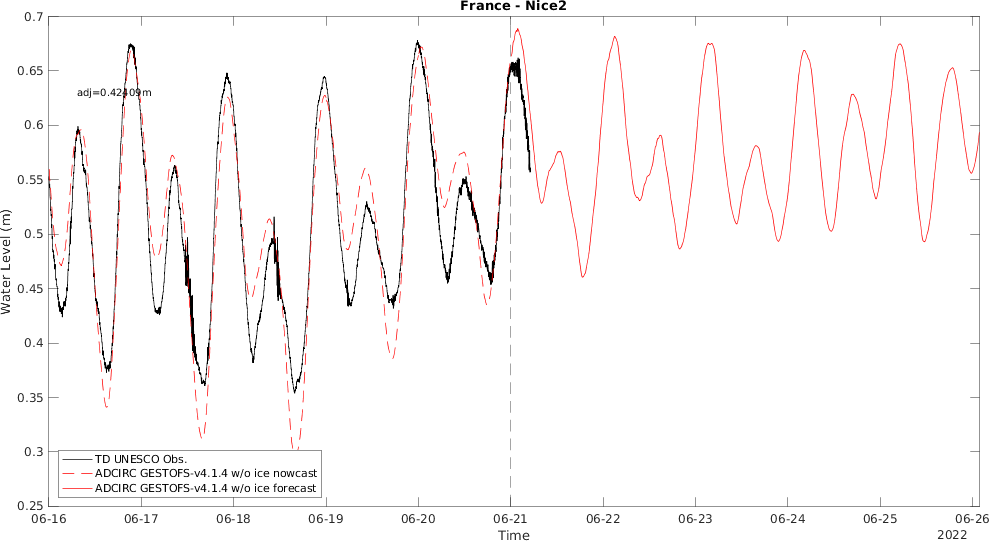 France - Nice2
0.7
0.65
0.6
0.55
0.5
0.45
0.4
0.35
0.3
0.25
Water Level (m)
adj=0.42409m
TD UNESCO Obs.
ADCIRC GESTOFS-v4.1.4 w/o ice nowcast
ADCIRC GESTOFS-v4.1.4 w/o ice forecast
06-16 06-17 06-18 06-19 06-20 06-21 06-22 06-23 06-24 06-25 06-26
Time
2022